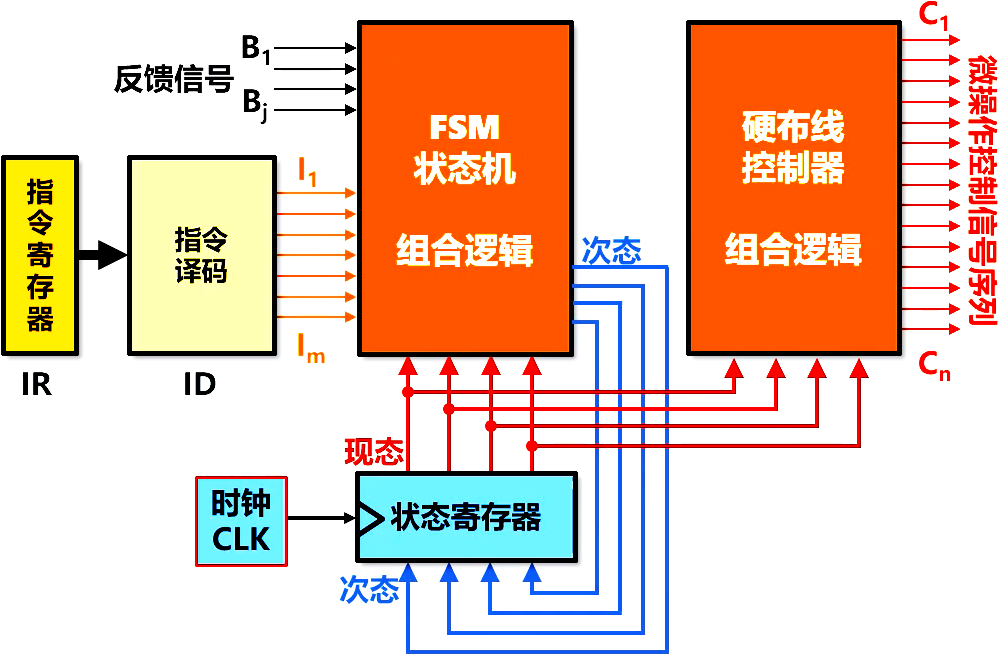 B1
反馈信号
Bj
FSM
状态机
组合逻辑
硬布线
控制器
组合逻辑
C1
微操作控制信号序列
Cn
指令寄存器
IR
指令
译码
ID
I1
Im
次态
现态
时钟
CLK
状态寄存器
次态